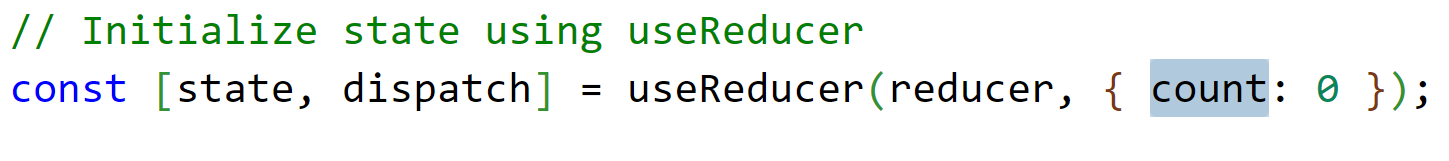 // Initialize state using useReducer
const [state, dispatch] = useReducer(reducer, { count: 0 });